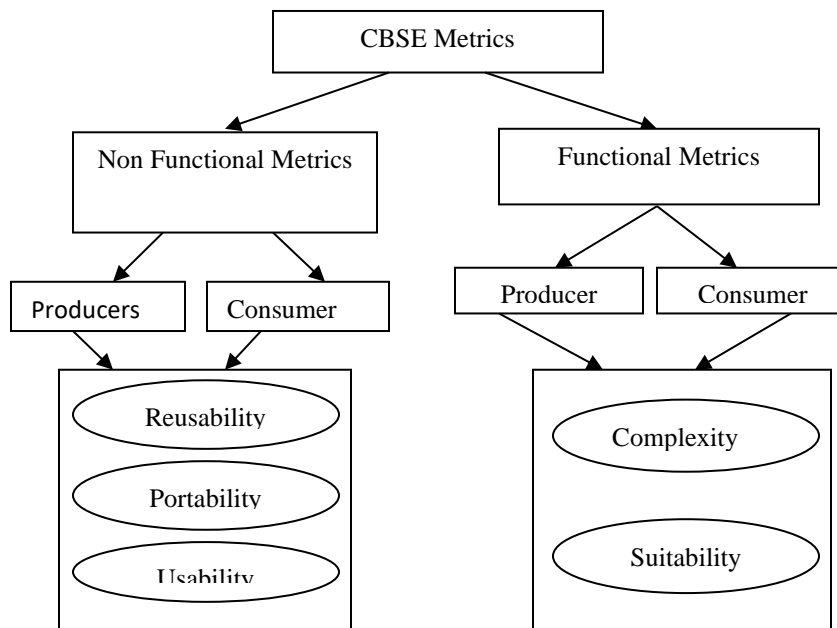 CBSE Metrics
Non Functional Metrics
Functional Metrics
Producers
Consumer
Producer
Consumer
Reusability
Portability
Usability
Complexity
Suitability